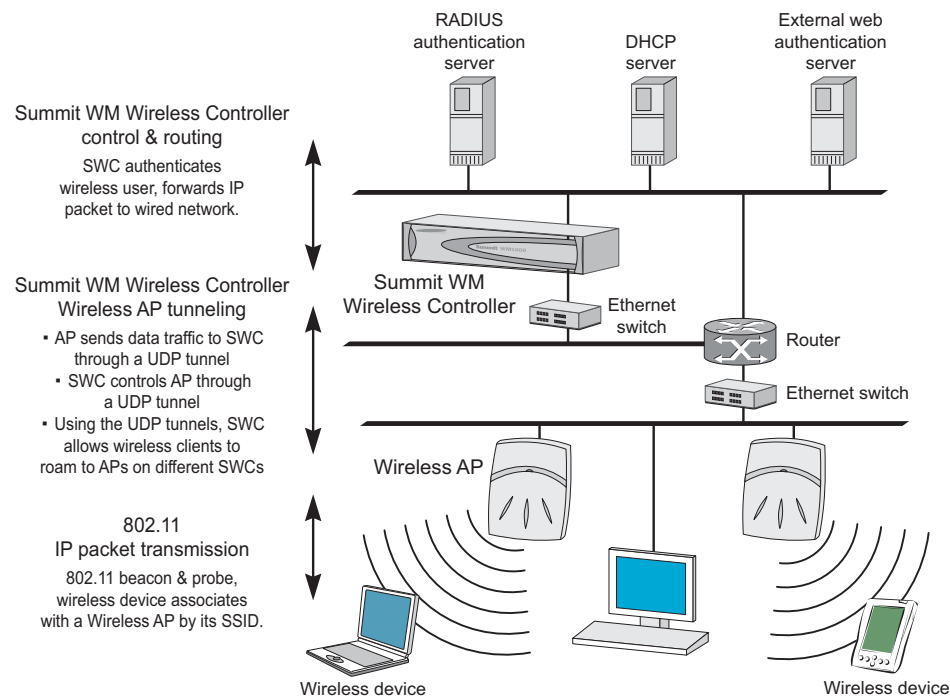 RADIUS
authentication
server
DHCP
server
External web
authentication
server
Summit WM Wireless Controller
control & routing
SWC authenticates
wireless user, forwards IP
packet to wired network.
Summit WM1000
Summit WM
Wireless Controller
Ethernet
switch
Router
Ethernet switch
Summit WM Wireless Controller
Wireless AP tunneling
▪ AP sends data traffic to SWC
through a UDP tunnel
▪ SWC controls AP through
a UDP tunnel
▪ Using the UDP tunnels, SWC
allows wireless clients to
roam to APs on different SWCs
Wireless AP
802.11
IP packet transmission
802.11 beacon & probe,
wireless device associates
with a Wireless AP by its SSID.
Wireless device
Wireless device